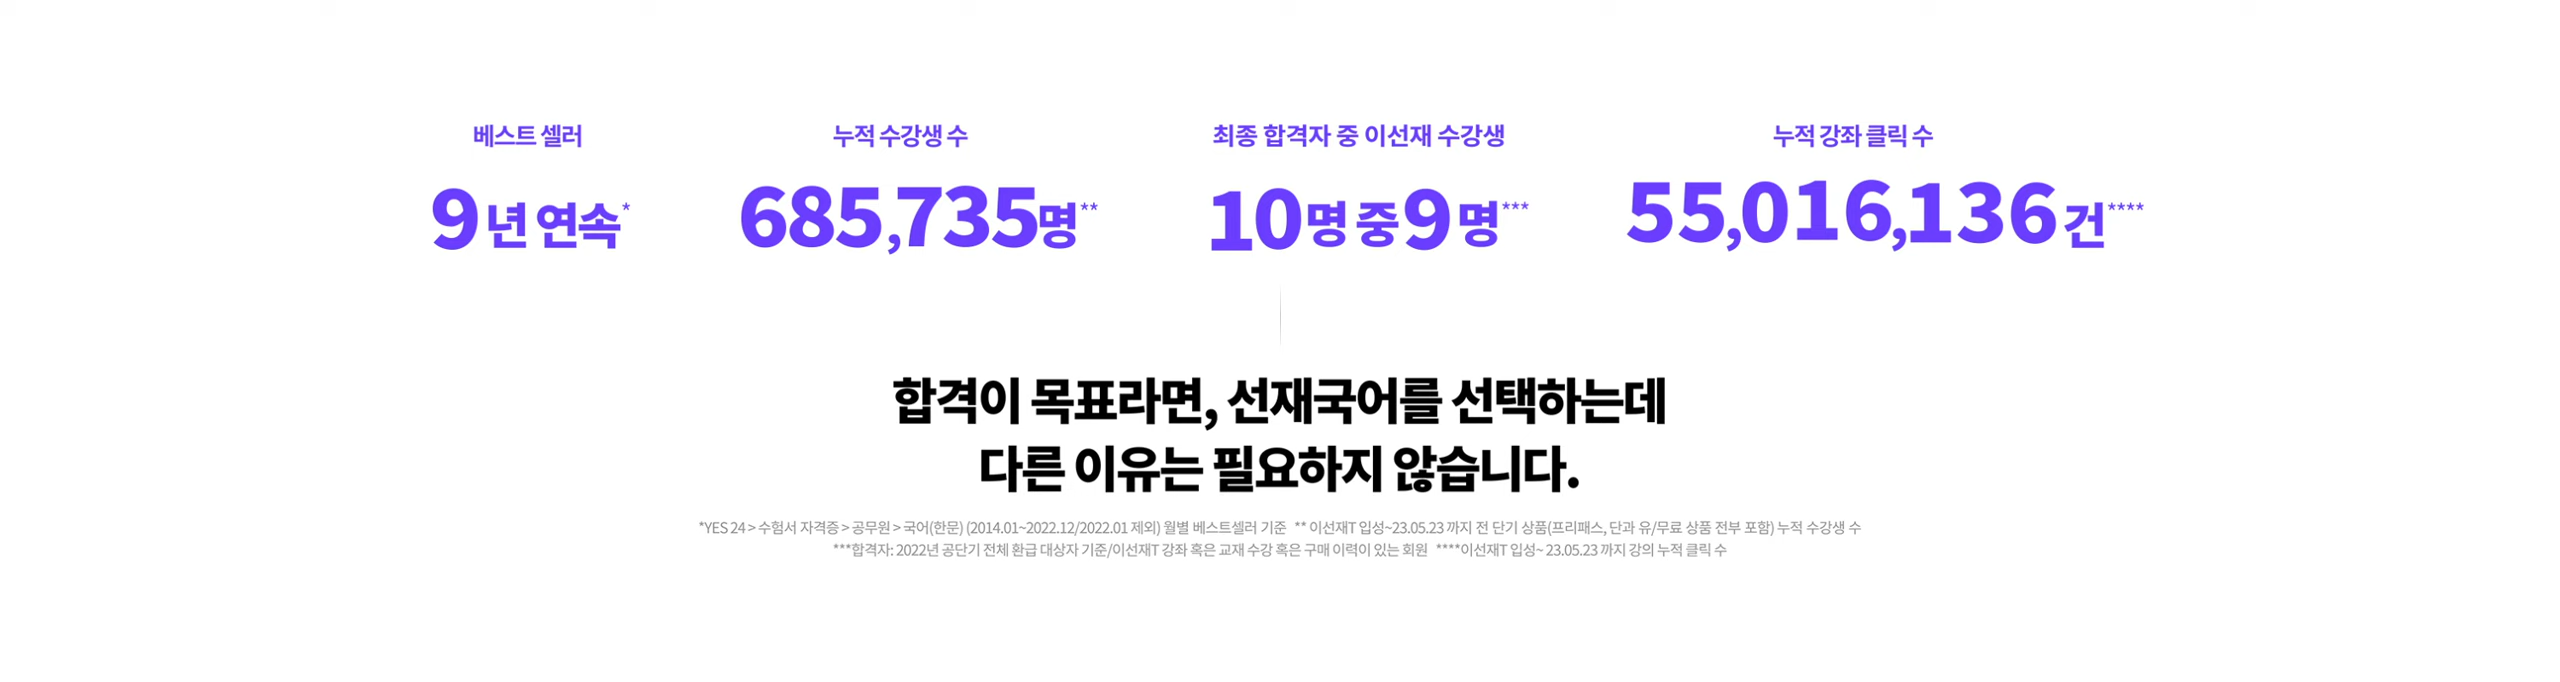 베스트 셀러
9년 연속*
누적 수강생 수
685,735명**
최종 합격자 중 이선재 수강생
10명 중 9명***
누적 강좌 클릭 수
55,016,136건****
합격이 목표라면, 선재국어를 선택하는데
다른 이유는 필요하지 않습니다.
*YES 24 > 수험서 자격증 > 공무원 > 국어(한문) (2014.01~2022.12/2022.01 제외) 월별 베스트셀러 기준 ** 이선재T 입성~23.05.23 까지 전 단기 상품(프리패스, 단과 유/무료 상품 전부 포함) 누적 수강생 수
***합격자: 2022년 공단기 전체 환급 대상자 기준/이선재T 강좌 혹은 교재 수강 혹은 구매 이력이 있는 회원 ****이선재T 입성~ 23.05.23 까지 강의 누적 클릭 수